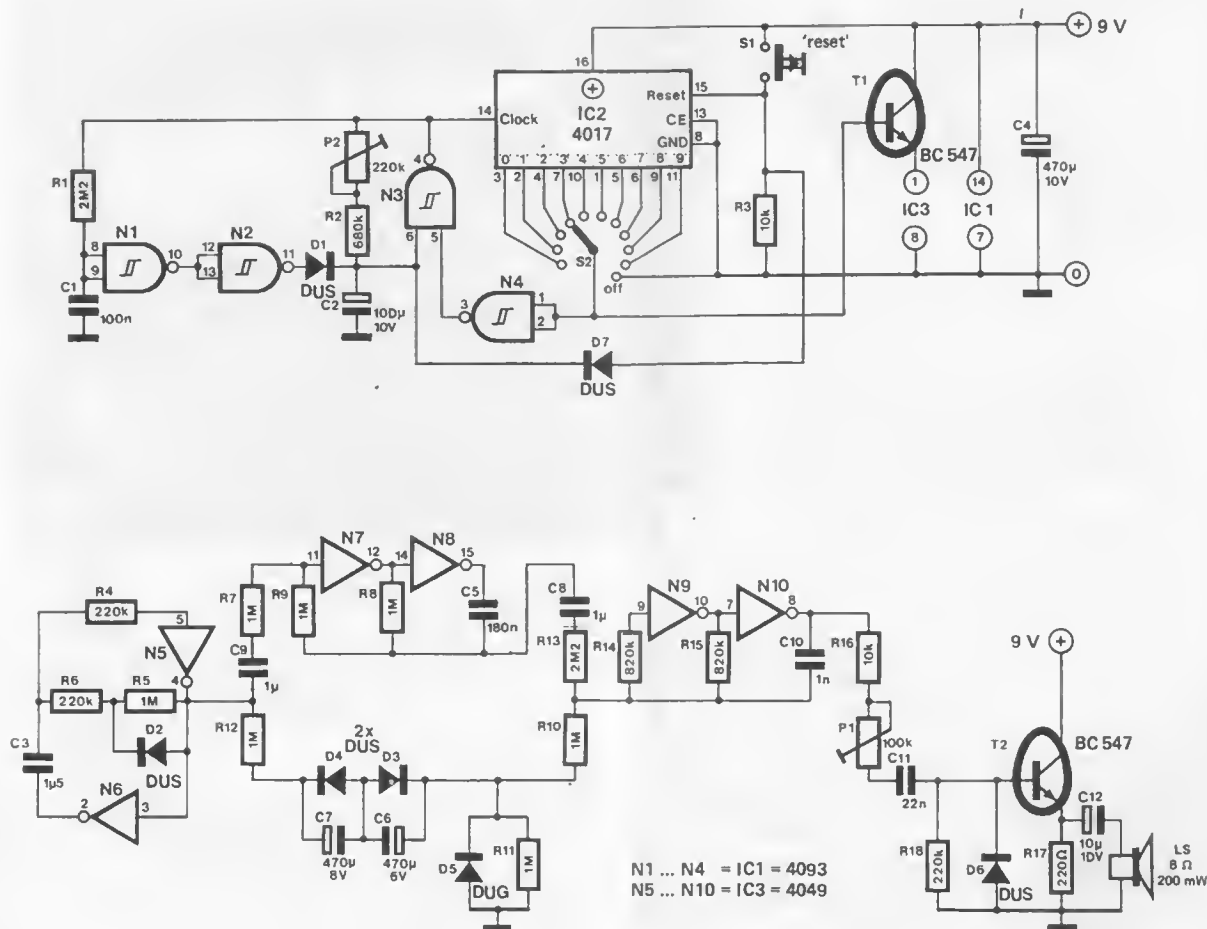 I
+ 9 V
S1
'reset'
T1
BC 547
16
+
IC2
4017
14
Clock
Reset
15
CE
13
GND
8
0 1 2 3 4 5 6 7 8 9
3 2 4 7 10 1 5 6 9 11
S2
off
R3
10k
C4
470µ
10V
1
IC3
8
14
IC 1
7
0
R1
2M2
P2
220k
R2
680k
N3
4
6
5
N1
8
9
10
N2
12
13
11
D1
DUS
C1
100n
C2
10Dµ
10V
N4
3
1
2
D7
DUS
R4
220k
5
N5
4
R6
220k
R5
1M
D2
DUS
C3
1µ5
N6
2
3
R7
1M
C9
1µ
R12
1M
R9
1M
N7
11
12
R8
1M
N8
14
15
C5
180n
C8
1µ
R13
2M2
R10
1M
2x
DUS
D4
D3
C7
470µ
8V
C6
470µ
6V
D5
DUG
R11
1M
R14
820k
N9
9
10
R15
820k
N10
7
8
C10
1n
R16
10k
P1
100k
C11
22n
R18
220k
D6
DUS
9 V +
T2
BC 547
R17
220Ω
C12
10µ
1DV
LS
8 Ω
200 mW
N1 ... N4 = IC1 = 4093
N5 ... N10 = IC3 = 4049